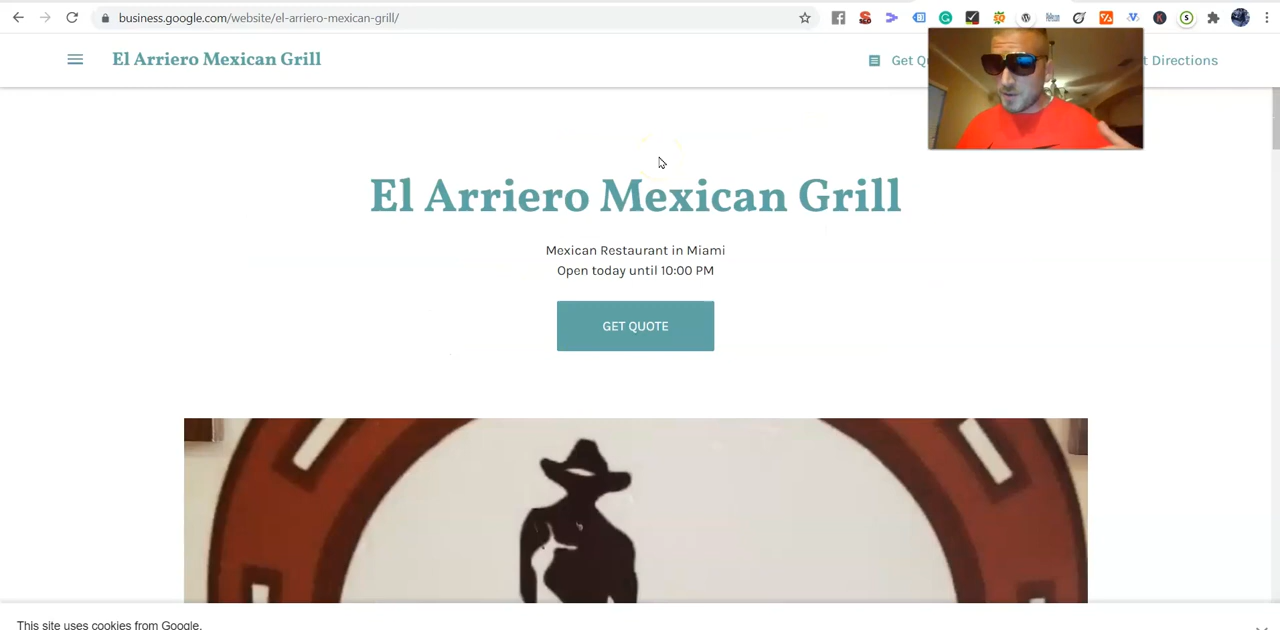 business.google.com/website/el-arriero-mexican-grill/
El Arriero Mexican Grill
Get
Directions
El Arriero Mexican Grill
Mexican Restaurant in Miami
Open today until 10:00 PM
GET QUOTE
This site uses cookies from Google.